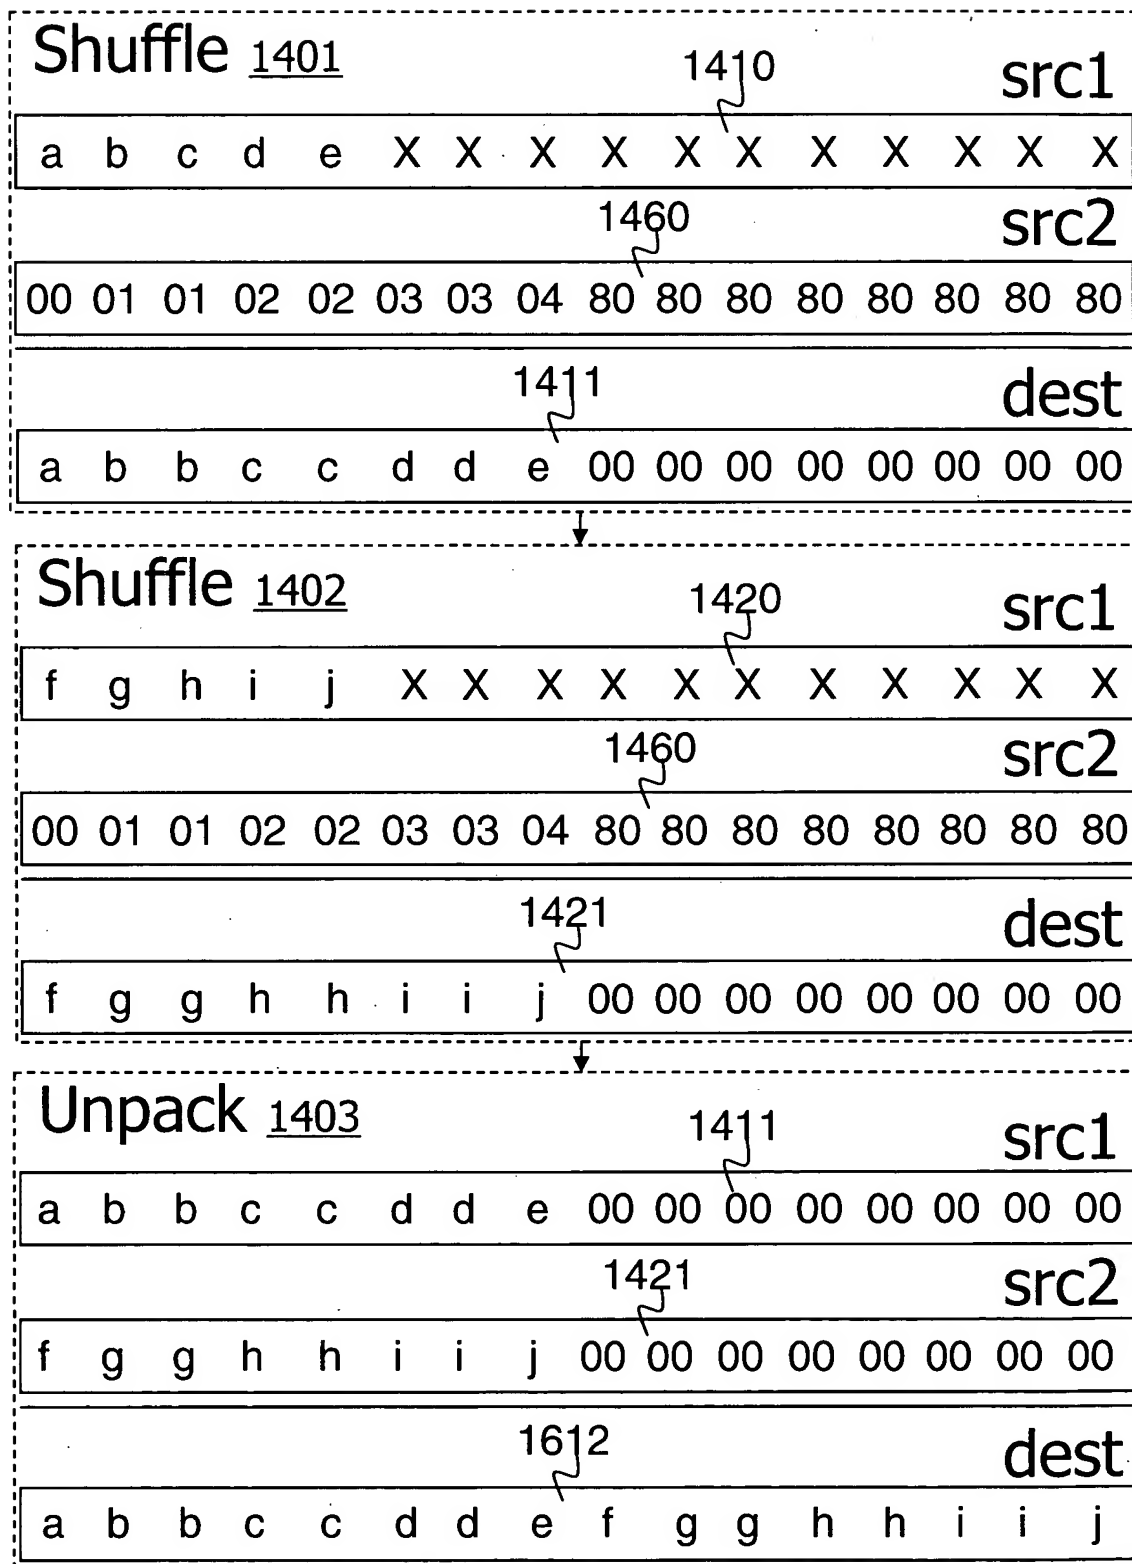 Shuffle 1401 1410 src1
a b c d e X X X X X X X X X X X
1460 src2
00 01 01 02 02 03 03 04 80 80 80 80 80 80 80 80
1411 dest
a b b c c d d e 00 00 00 00 00 00 00 00
Shuffle 1402 1420 src1
f g h i j X X X X X X X X X X X
1460 src2
00 01 01 02 02 03 03 04 80 80 80 80 80 80 80 80
1421 dest
f g g h h i i j 00 00 00 00 00 00 00 00
Unpack 1403 1411 src1
a b b c c d d e 00 00 00 00 00 00 00 00
1421 src2
f g g h h i i j 00 00 00 00 00 00 00 00
1612 dest
a b b c c d d e f g g h h i i j